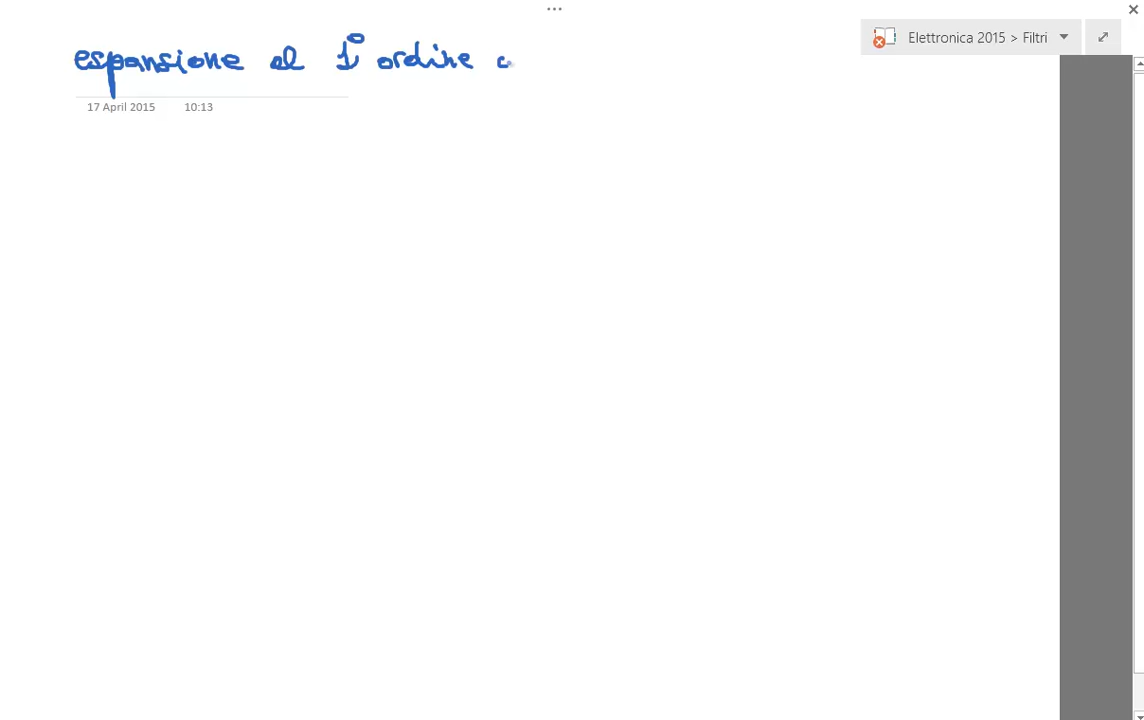 Elettronica 2015 > Filtri
espansione al 1° ordine
17 April 2015 10:13